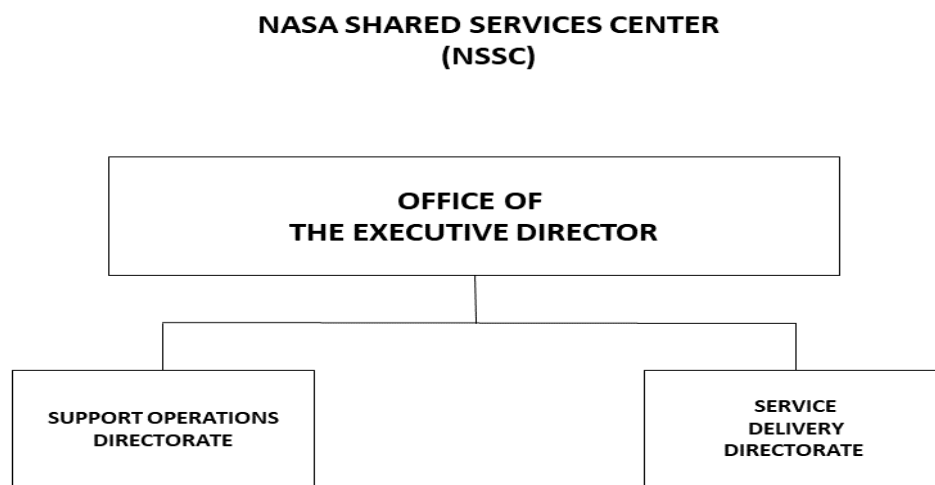 NASA SHARED SERVICES CENTER
(NSSC)
OFFICE OF
THE EXECUTIVE DIRECTOR
SUPPORT OPERATIONS
DIRECTORATE
SERVICE
DELIVERY
DIRECTORATE